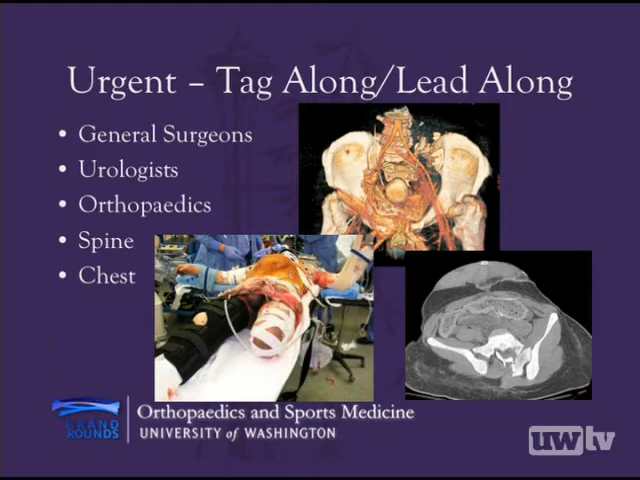 Urgent – Tag Along/Lead Along
• General Surgeons
• Urologists
• Orthopaedics
• Spine
• Chest
GRAND
ROUNDS
Orthopaedics and Sports Medicine
UNIVERSITY of WASHINGTON
uwtv